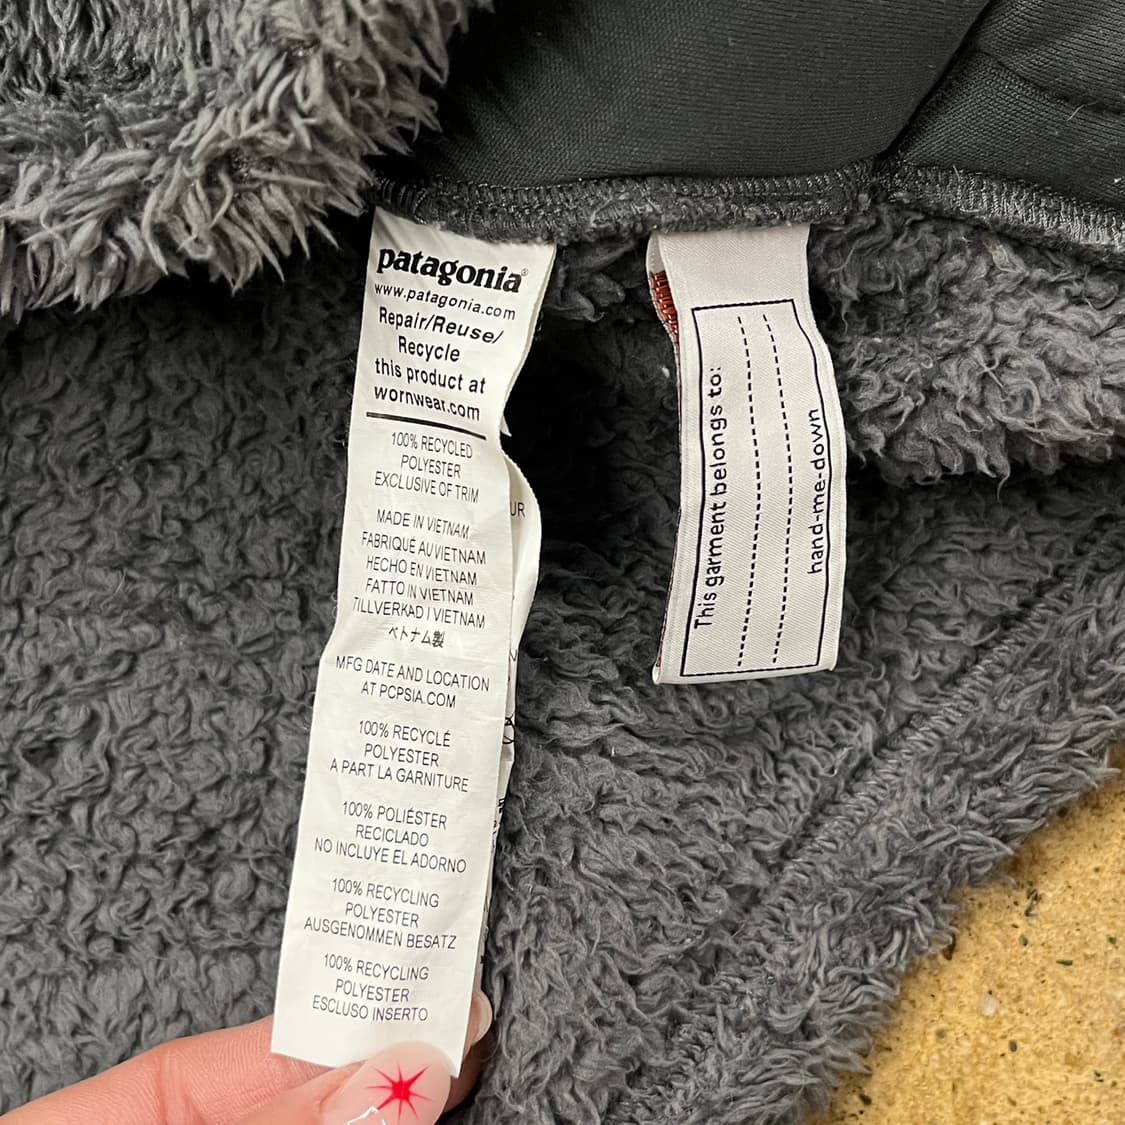 patagonia®
www.patagonia.com
Repair/Reuse/
Recycle
this product at
wornwear.com
100% RECYCLED
POLYESTER
EXCLUSIVE OF TRIM
MADE IN VIETNAM
FABRIQUÉ AU VIETNAM
HECHO EN VIETNAM
FATTO IN VIETNAM
TILLVERKAD I VIETNAM
ベトナム製
MFG DATE AND LOCATION
AT PCPSIA.COM
100% RECYCLÉ
POLYESTER
A PART LA GARNITURE
100% POLIÉSTER
RECICLADO
NO INCLUYE EL ADORNO
100% RECYCLING
POLYESTER
AUSGENOMMEN BESATZ
100% RECYCLING
POLYESTER
ESCLUSO INSERTO
UR
This garment belongs to:
hand-me-down